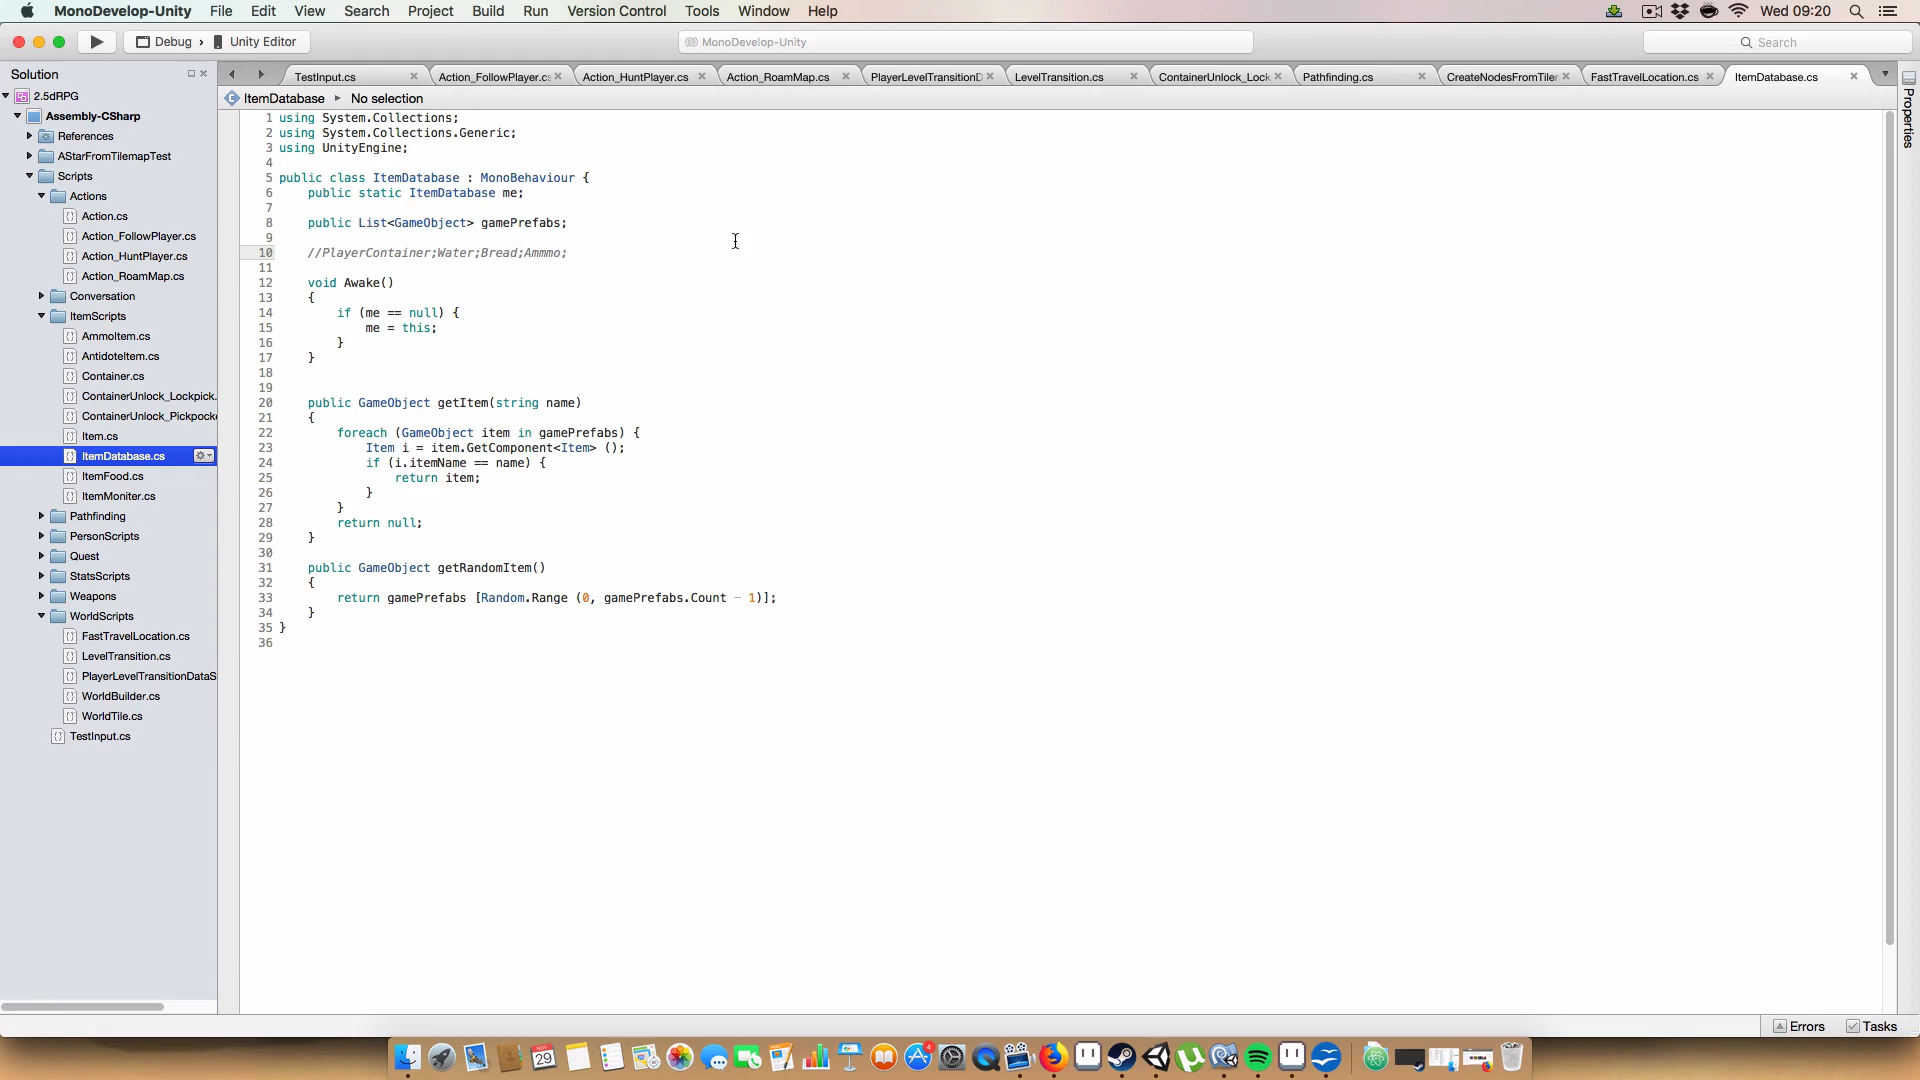 MonoDevelop-Unity File Edit View Search Project Build Run Version Control Tools Window Help Wed 09:20
Debug › Unity Editor MonoDevelop-Unity Search
Solution
TestInput.cs Action_FollowPlayer.cs Action_HuntPlayer.cs Action_RoamMap.cs PlayerLevelTransitionD LevelTransition.cs ContainerUnlock_Lock Pathfinding.cs CreateNodesFromTiler FastTravelLocation.cs ItemDatabase.cs
ItemDatabase ▸ No selection
Properties
2.5dRPG
Assembly-CSharp
References
AStarFromTilemapTest
Scripts
Actions
Action.cs
Action_FollowPlayer.cs
Action_HuntPlayer.cs
Action_RoamMap.cs
Conversation
ItemScripts
AmmoItem.cs
AntidoteItem.cs
Container.cs
ContainerUnlock_Lockpick.
ContainerUnlock_Pickpock
Item.cs
ItemDatabase.cs
ItemFood.cs
ItemMoniter.cs
Pathfinding
PersonScripts
Quest
StatsScripts
Weapons
WorldScripts
FastTravelLocation.cs
LevelTransition.cs
PlayerLevelTransitionDataS
WorldBuilder.cs
WorldTile.cs
TestInput.cs
1 using System.Collections;
2 using System.Collections.Generic;
3 using UnityEngine;
4
5 public class ItemDatabase : MonoBehaviour {
6 public static ItemDatabase me;
7
8 public List<GameObject> gamePrefabs;
9
10 //PlayerContainer;Water;Bread;Ammmo;
11
12 void Awake()
13 {
14 if (me == null) {
15 me = this;
16 }
17 }
18
19
20 public GameObject getItem(string name)
21 {
22 foreach (GameObject item in gamePrefabs) {
23 Item i = item.GetComponent<Item> ();
24 if (i.itemName == name) {
25 return item;
26 }
27 }
28 return null;
29 }
30
31 public GameObject getRandomItem()
32 {
33 return gamePrefabs [Random.Range (0, gamePrefabs.Count - 1)];
34 }
35 }
36
Errors Tasks
NOV
29
4